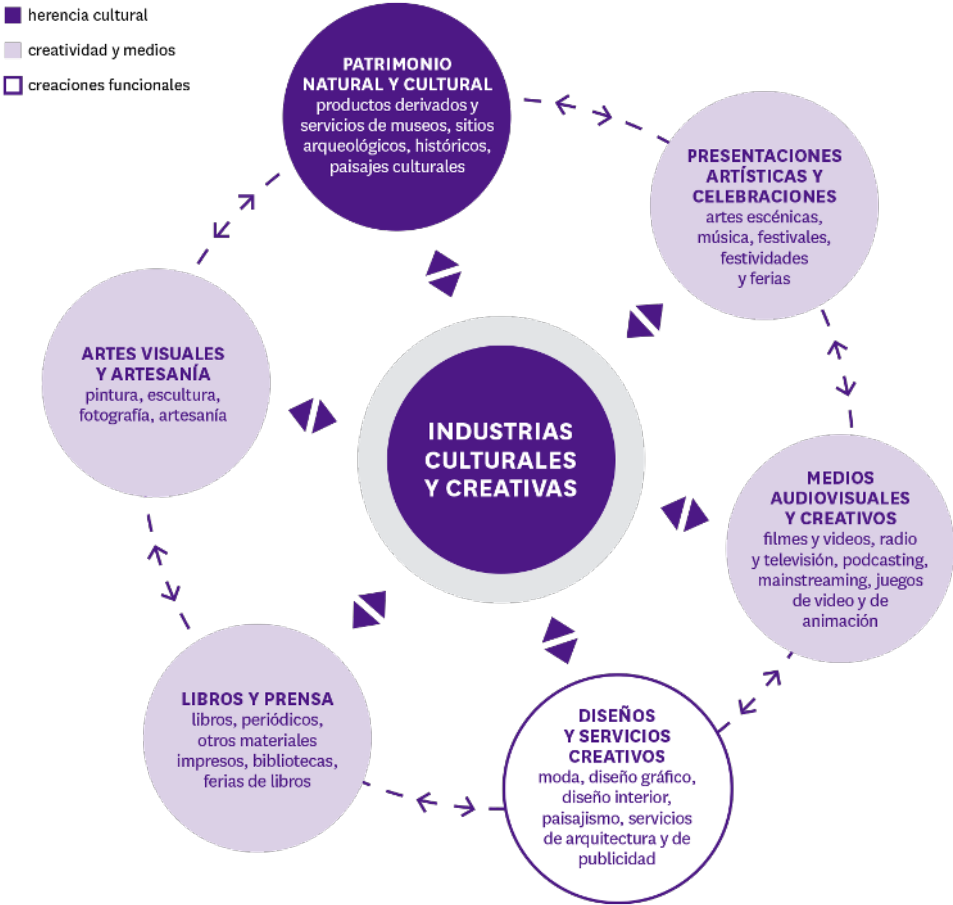 herencia cultural
creatividad y medios
creaciones funcionales
PATRIMONIO
NATURAL Y CULTURAL
productos derivados y
servicios de museos, sitios
arqueológicos, históricos,
paisajes culturales
PRESENTACIONES
ARTÍSTICAS Y
CELEBRACIONES
artes escénicas,
música, festivales,
festividades
y ferias
ARTES VISUALES
Y ARTESANÍA
pintura, escultura,
fotografía, artesanía
INDUSTRIAS
CULTURALES
Y CREATIVAS
MEDIOS
AUDIOVISUALES
Y CREATIVOS
filmes y videos, radio
y televisión, podcasting,
mainstreaming, juegos
de video y de
animación
LIBROS Y PRENSA
libros, periódicos,
otros materiales
impresos, bibliotecas,
ferias de libros
DISEÑOS
Y SERVICIOS
CREATIVOS
moda, diseño gráfico,
diseño interior,
paisajismo, servicios
de arquitectura y de
publicidad